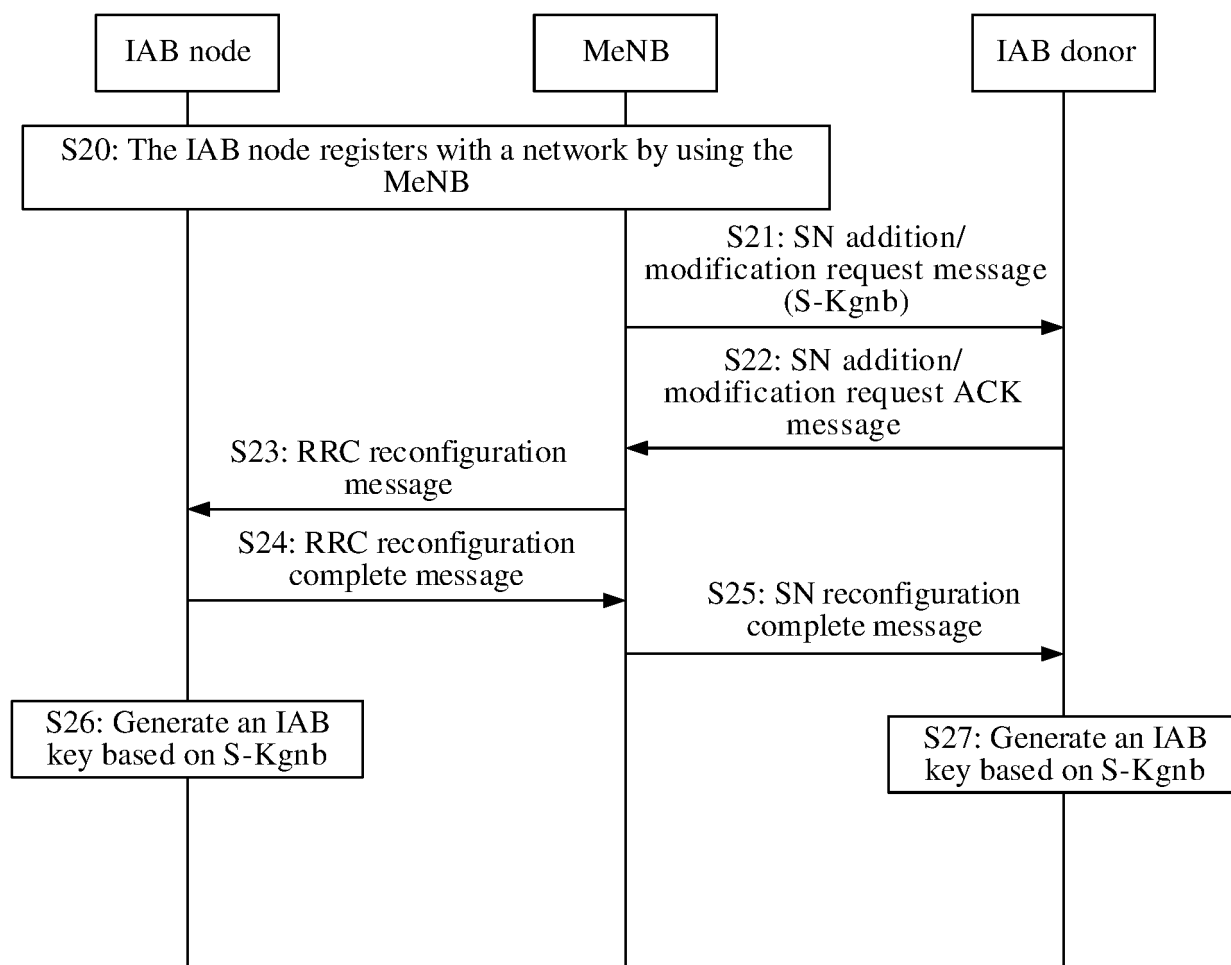 IAB node
MeNB
IAB donor
S20: The IAB node registers with a network by using the
MeNB
S21: SN addition/
modification request message
(S-Kgnb)
S22: SN addition/
modification request ACK
message
S23: RRC reconfiguration
message
S24: RRC reconfiguration
complete message
S25: SN reconfiguration
complete message
S26: Generate an IAB
key based on S-Kgnb
S27: Generate an IAB
key based on S-Kgnb